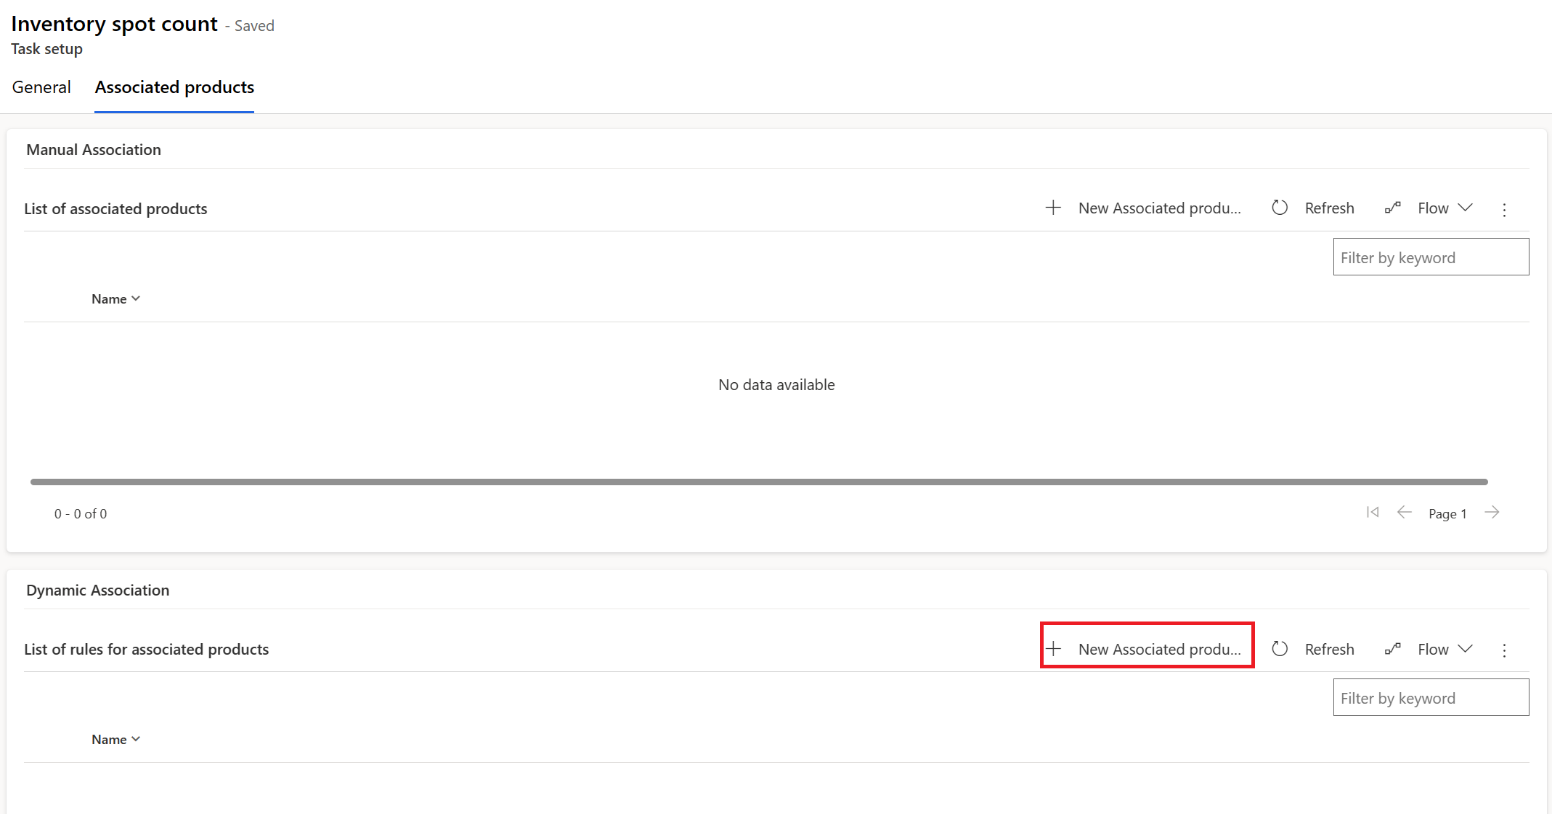 Inventory spot count - Saved
Task setup
General Associated products
Manual Association
List of associated products New Associated produ... Refresh Flow
Filter by keyword
Name
No data available
0 - 0 of 0 Page 1
Dynamic Association
List of rules for associated products New Associated produ... Refresh Flow
Filter by keyword
Name